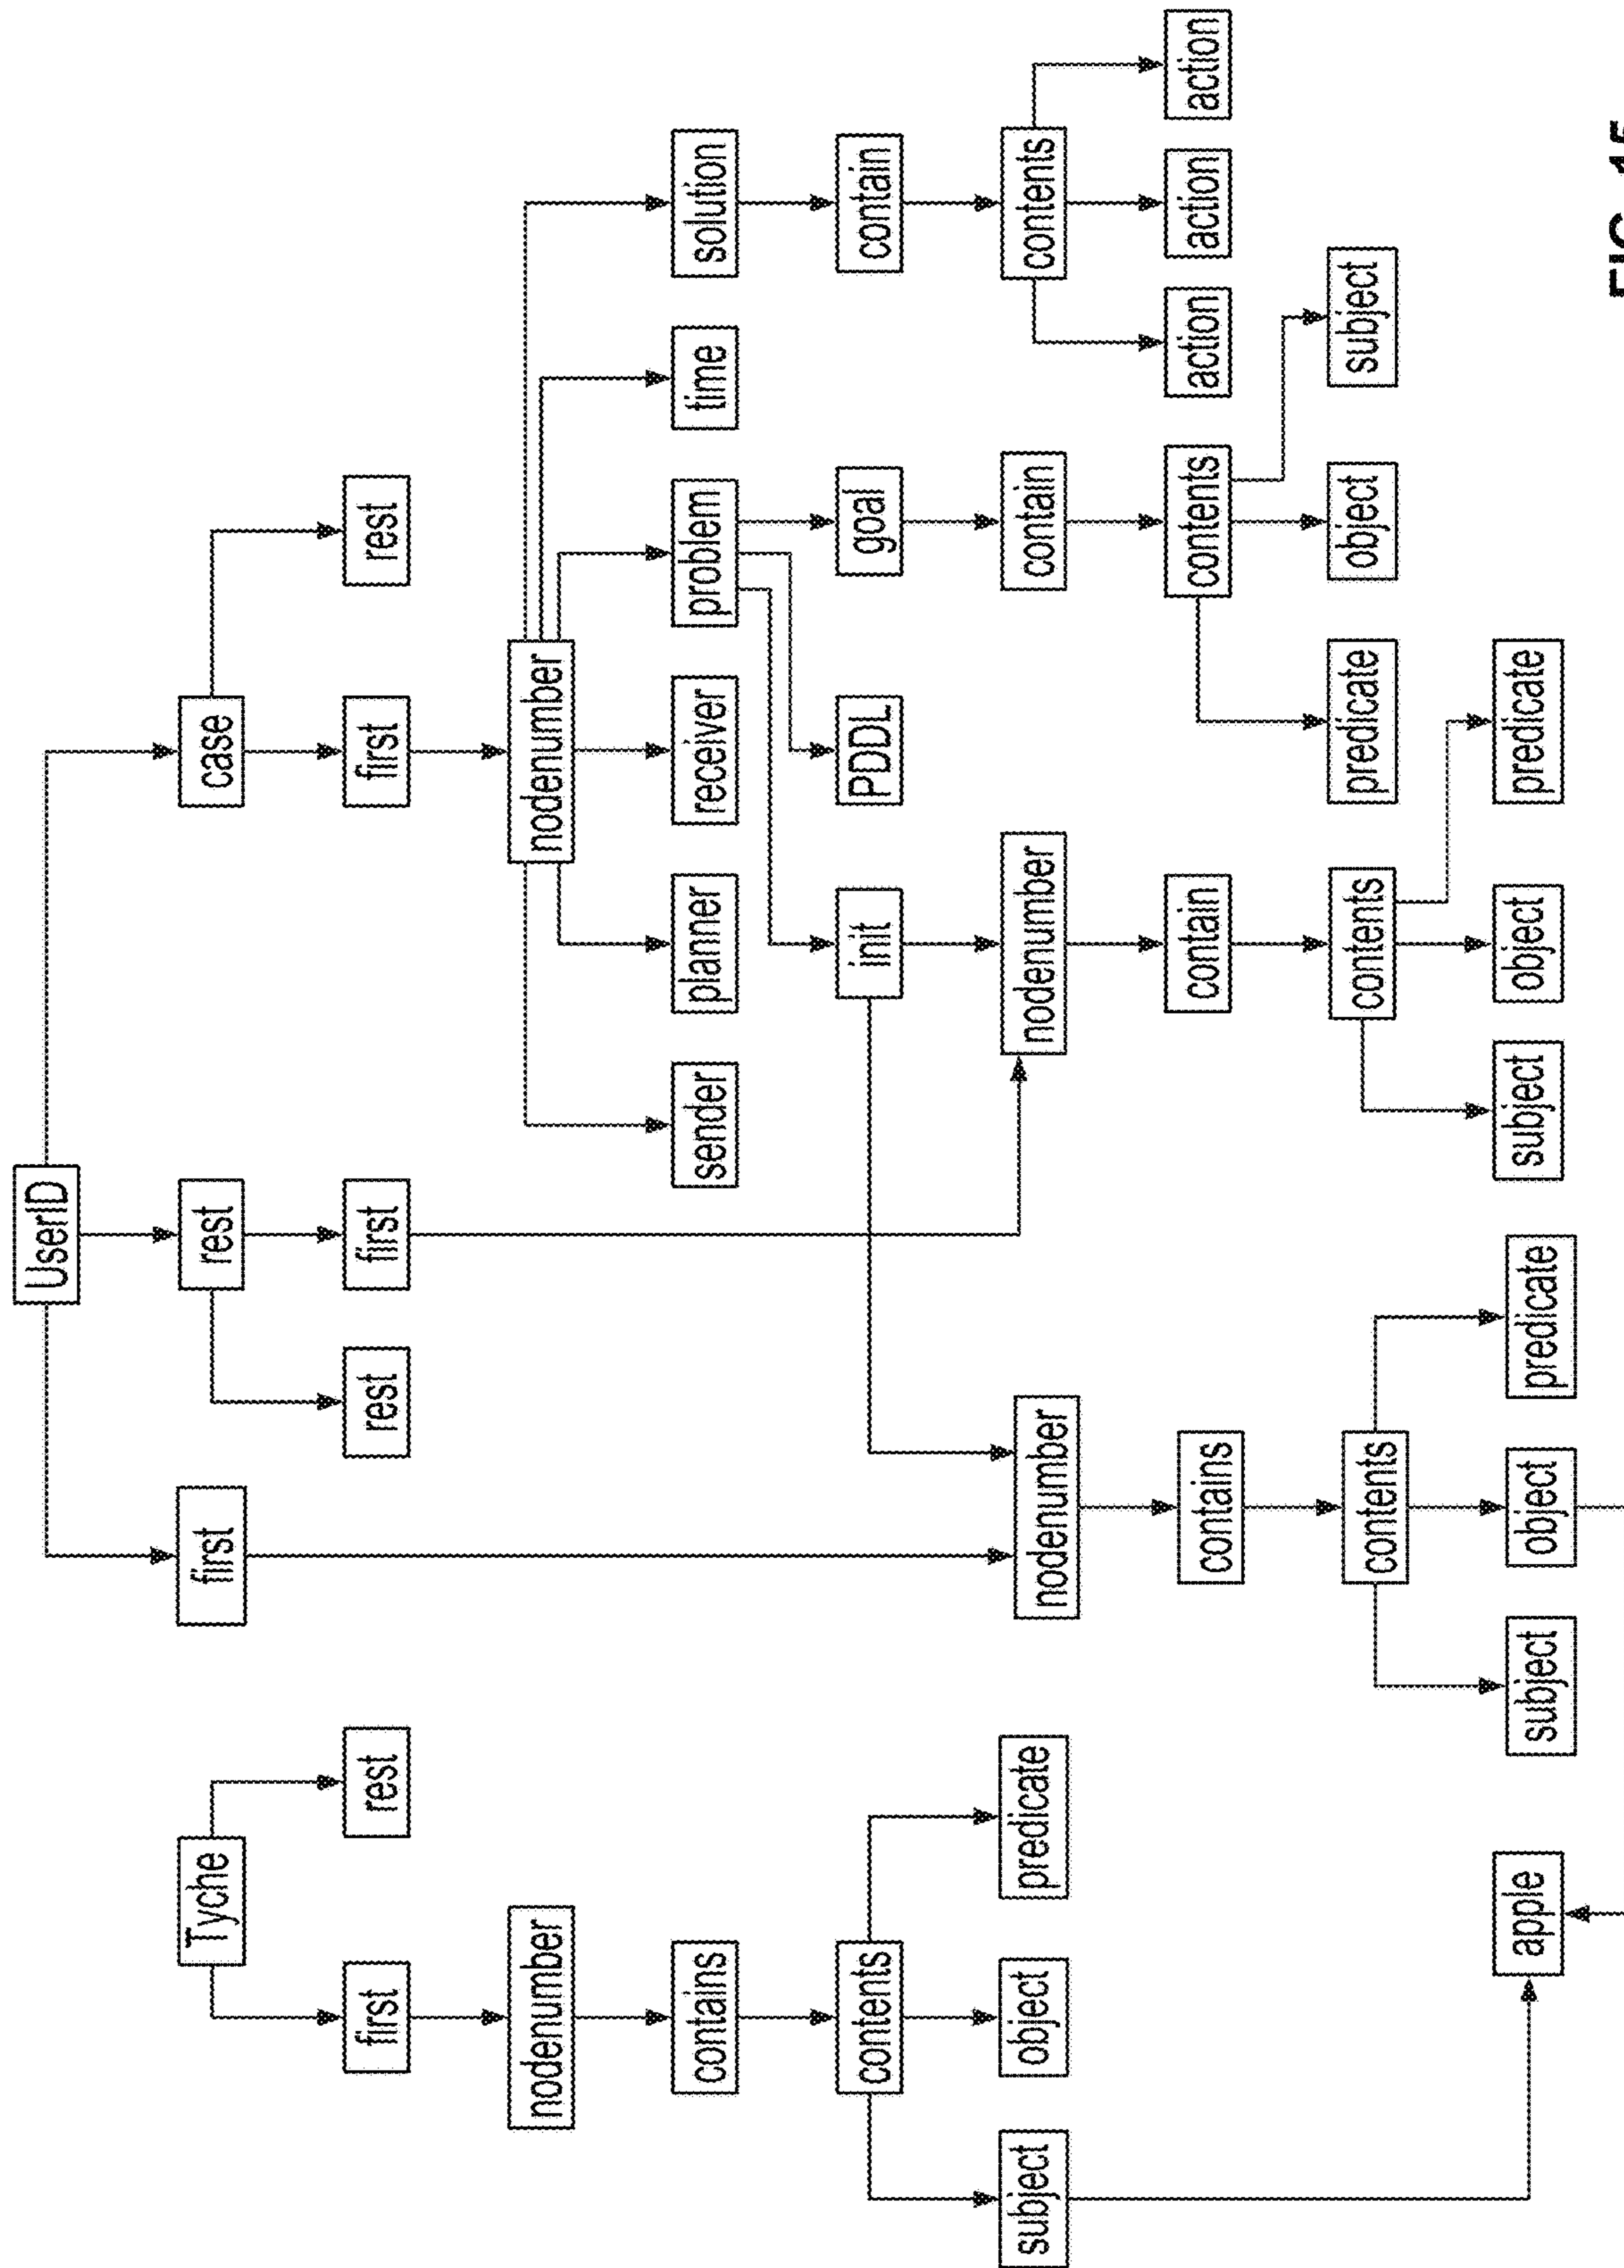 UserID
Tyche
first
rest
case
first
rest
rest
first
first
rest
nodenumber
nodenumber
contains
sender
planner
receiver
problem
time
solution
contents
init
PDDL
goal
contain
subject
object
predicate
nodenumber
nodenumber
contain
contents
contains
contain
contents
action
action
action
contents
contents
predicate
object
subject
apple
subject
object
predicate
subject
object
predicate
FIG. 15